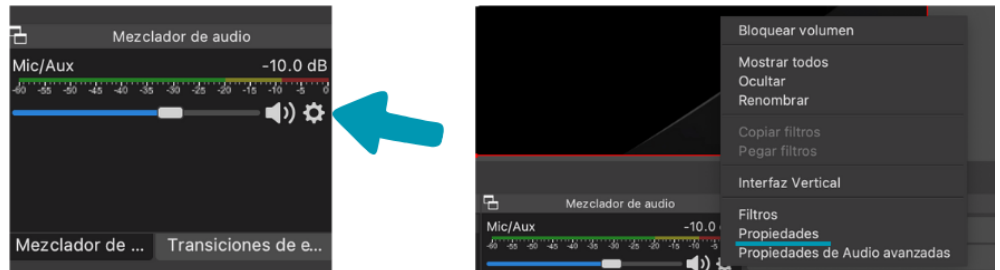 Mezclador de audio
Mic/Aux -10.0 dB
-60 -55 -50 -45 -40 -35 -30 -25 -20 -15 -10 -5 0
Mezclador de ... Transiciones de e...
Bloquear volumen
Mostrar todos
Ocultar
Renombrar
Copiar filtros
Pegar filtros
Interfaz Vertical
Filtros
Propiedades
Propiedades de Audio avanzadas
Mezclador de audio
Mic/Aux -10.0
-60 -55 -50 -45 -40 -35 -30 -25 -20 -15 -10 -5